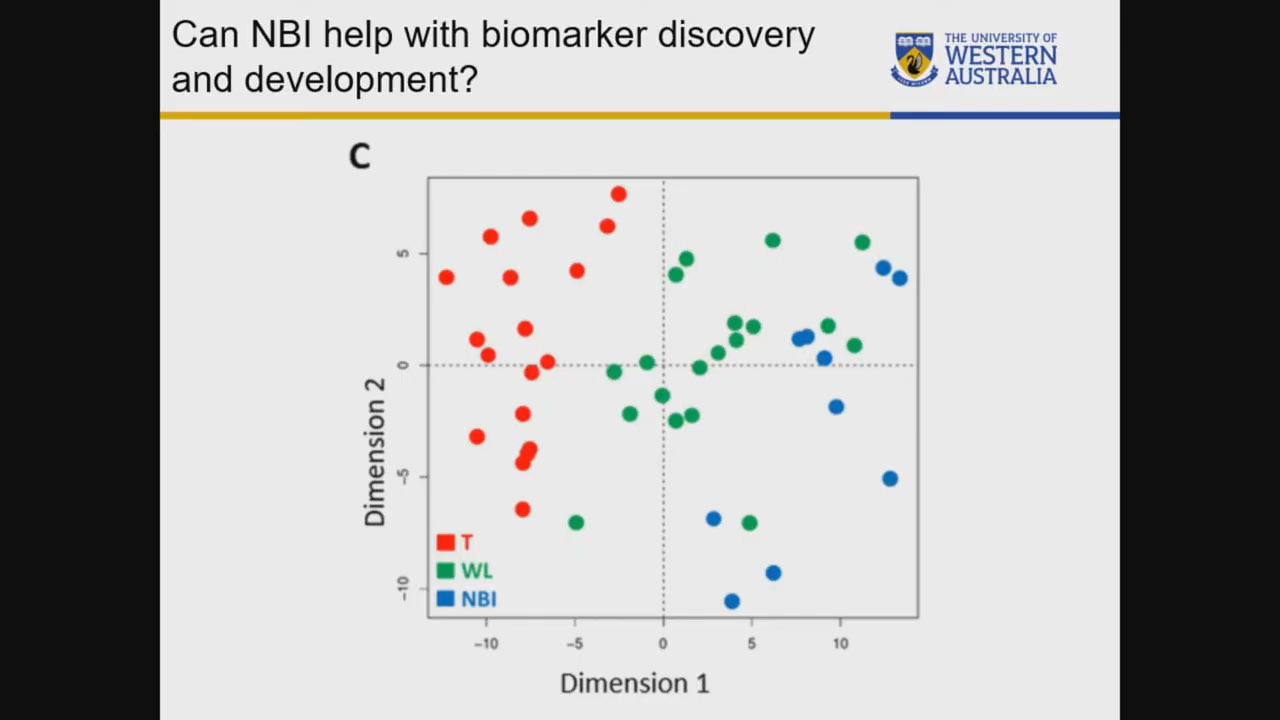 Can NBI help with biomarker discovery
and development?
THE UNIVERSITY OF
WESTERN
AUSTRALIA
C
5
0
-5
-10
Dimension 2
T
WL
NBI
-10
-5
0
5
10
Dimension 1